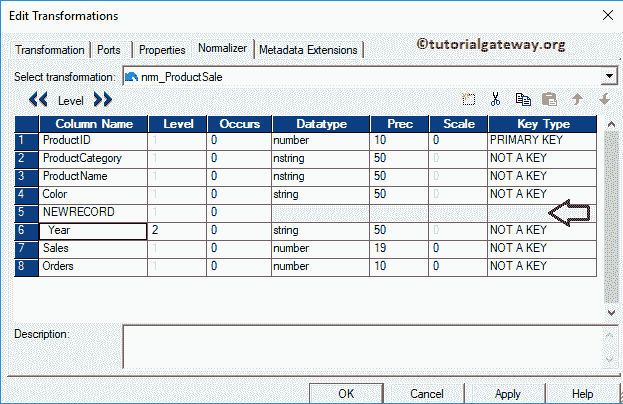 Edit Transformations
Transformation Ports Properties Normalizer Metadata Extensions
©tutorialgateway.org
Select transformation: nrm_ProductSale
Level
Column Name Level Occurs Datatype Prec Scale Key Type
1 ProductID 1 0 number 10 0 PRIMARY KEY
2 ProductCategory 1 0 nstring 50 0 NOT A KEY
3 ProductName 1 0 nstring 50 0 NOT A KEY
4 Color 1 0 string 50 0 NOT A KEY
5 NEWRECORD 1 0
6 Year 2 0 string 50 0 NOT A KEY
7 Sales 1 0 number 19 0 NOT A KEY
8 Orders 1 0 number 10 0 NOT A KEY
Description:
OK Cancel Apply Help